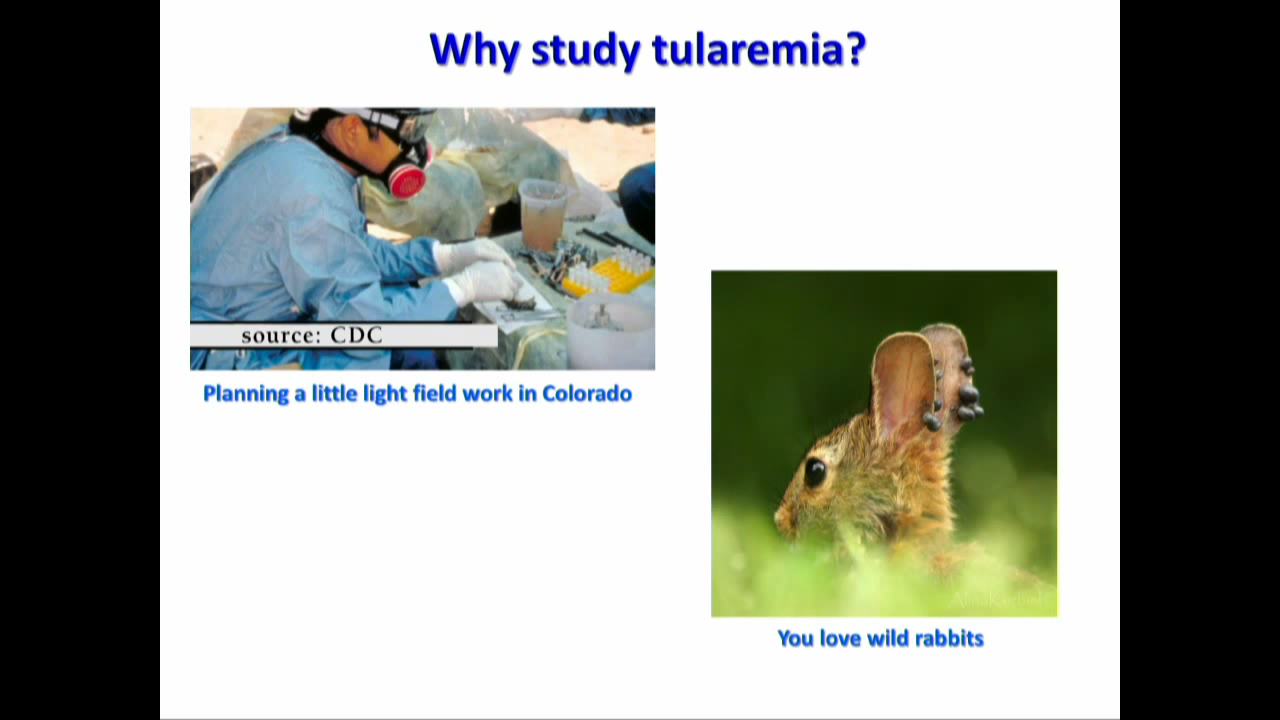 Why study tularemia?
source: CDC
Planning a little light field work in Colorado
You love wild rabbits